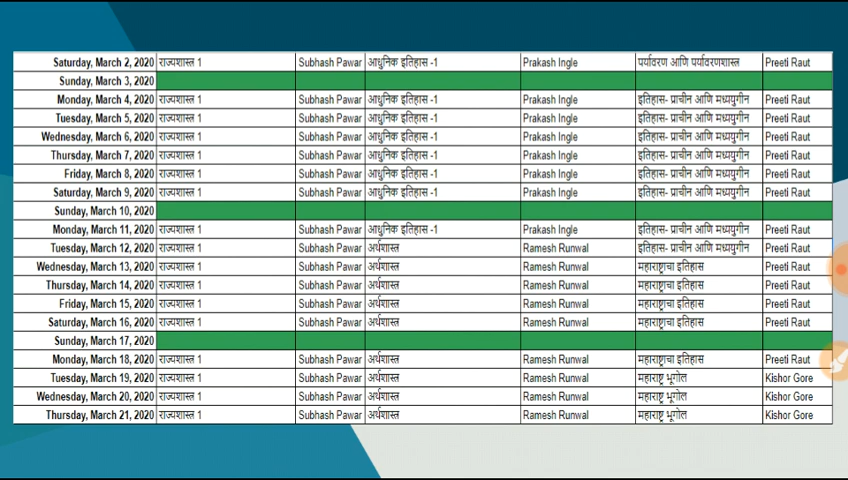 Saturday, March 2, 2020 राज्यशास्त्र 1 Subhash Pawar आधुनिक इतिहास -1 Prakash Ingle पर्यावरण आणि पर्यावरणशास्त्र Preeti Raut
Sunday, March 3, 2020
Monday, March 4, 2020 राज्यशास्त्र 1 Subhash Pawar आधुनिक इतिहास -1 Prakash Ingle इतिहास- प्राचीन आणि मध्ययुगीन Preeti Raut
Tuesday, March 5, 2020 राज्यशास्त्र 1 Subhash Pawar आधुनिक इतिहास -1 Prakash Ingle इतिहास- प्राचीन आणि मध्ययुगीन Preeti Raut
Wednesday, March 6, 2020 राज्यशास्त्र 1 Subhash Pawar आधुनिक इतिहास -1 Prakash Ingle इतिहास- प्राचीन आणि मध्ययुगीन Preeti Raut
Thursday, March 7, 2020 राज्यशास्त्र 1 Subhash Pawar आधुनिक इतिहास -1 Prakash Ingle इतिहास- प्राचीन आणि मध्ययुगीन Preeti Raut
Friday, March 8, 2020 राज्यशास्त्र 1 Subhash Pawar आधुनिक इतिहास -1 Prakash Ingle इतिहास- प्राचीन आणि मध्ययुगीन Preeti Raut
Saturday, March 9, 2020 राज्यशास्त्र 1 Subhash Pawar आधुनिक इतिहास -1 Prakash Ingle इतिहास- प्राचीन आणि मध्ययुगीन Preeti Raut
Sunday, March 10, 2020
Monday, March 11, 2020 राज्यशास्त्र 1 Subhash Pawar आधुनिक इतिहास -1 Prakash Ingle इतिहास- प्राचीन आणि मध्ययुगीन Preeti Raut
Tuesday, March 12, 2020 राज्यशास्त्र 1 Subhash Pawar अर्थशास्त्र Ramesh Runwal इतिहास- प्राचीन आणि मध्ययुगीन Preeti Raut
Wednesday, March 13, 2020 राज्यशास्त्र 1 Subhash Pawar अर्थशास्त्र Ramesh Runwal महाराष्ट्राचा इतिहास Preeti Raut
Thursday, March 14, 2020 राज्यशास्त्र 1 Subhash Pawar अर्थशास्त्र Ramesh Runwal महाराष्ट्राचा इतिहास Preeti Raut
Friday, March 15, 2020 राज्यशास्त्र 1 Subhash Pawar अर्थशास्त्र Ramesh Runwal महाराष्ट्राचा इतिहास Preeti Raut
Saturday, March 16, 2020 राज्यशास्त्र 1 Subhash Pawar अर्थशास्त्र Ramesh Runwal महाराष्ट्राचा इतिहास Preeti Raut
Sunday, March 17, 2020
Monday, March 18, 2020 राज्यशास्त्र 1 Subhash Pawar अर्थशास्त्र Ramesh Runwal महाराष्ट्राचा इतिहास Preeti Raut
Tuesday, March 19, 2020 राज्यशास्त्र 1 Subhash Pawar अर्थशास्त्र Ramesh Runwal महाराष्ट्र भूगोल Kishor Gore
Wednesday, March 20, 2020 राज्यशास्त्र 1 Subhash Pawar अर्थशास्त्र Ramesh Runwal महाराष्ट्र भूगोल Kishor Gore
Thursday, March 21, 2020 राज्यशास्त्र 1 Subhash Pawar अर्थशास्त्र Ramesh Runwal महाराष्ट्र भूगोल Kishor Gore